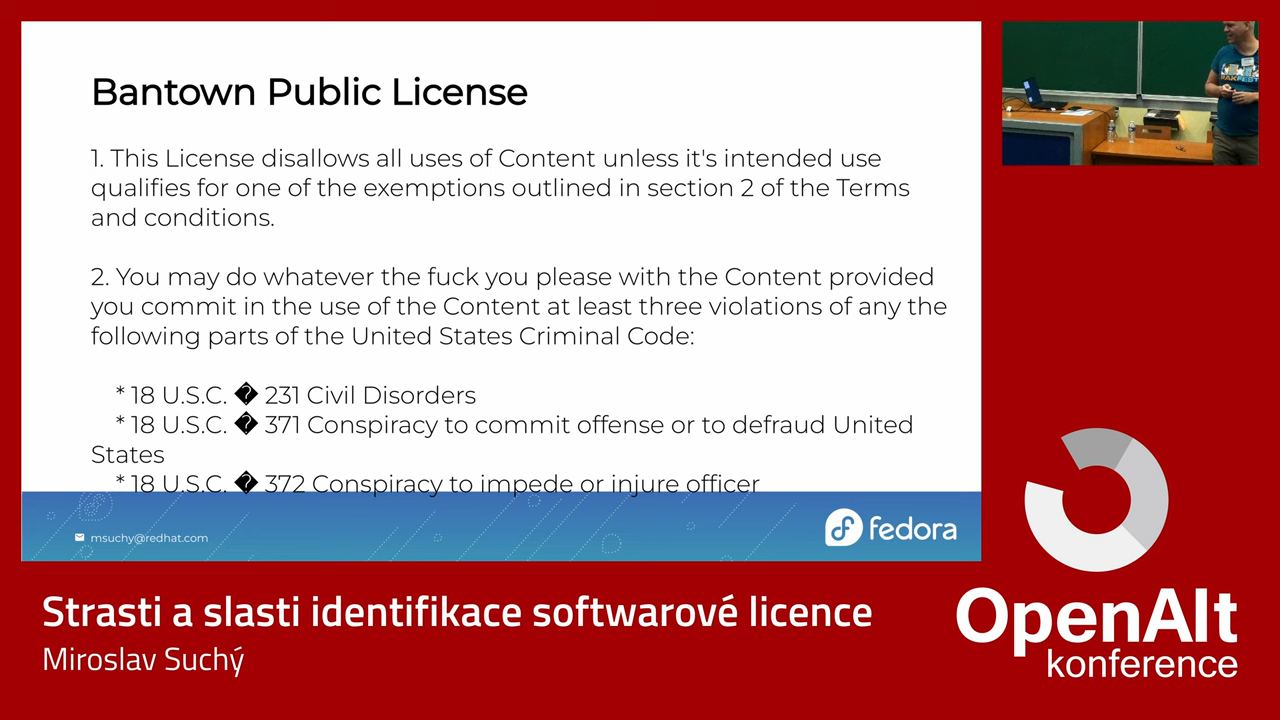 Bantown Public License
1. This License disallows all uses of Content unless it's intended use
qualifies for one of the exemptions outlined in section 2 of the Terms
and conditions.
2. You may do whatever the fuck you please with the Content provided
you commit in the use of the Content at least three violations of any the
following parts of the United States Criminal Code:
* 18 U.S.C. � 231 Civil Disorders
* 18 U.S.C. � 371 Conspiracy to commit offense or to defraud United
States
* 18 U.S.C. � 372 Conspiracy to impede or injure officer
msuchy@redhat.com
fedora
Strasti a slasti identifikace softwarové licence
Miroslav Suchý
OpenAlt
konference